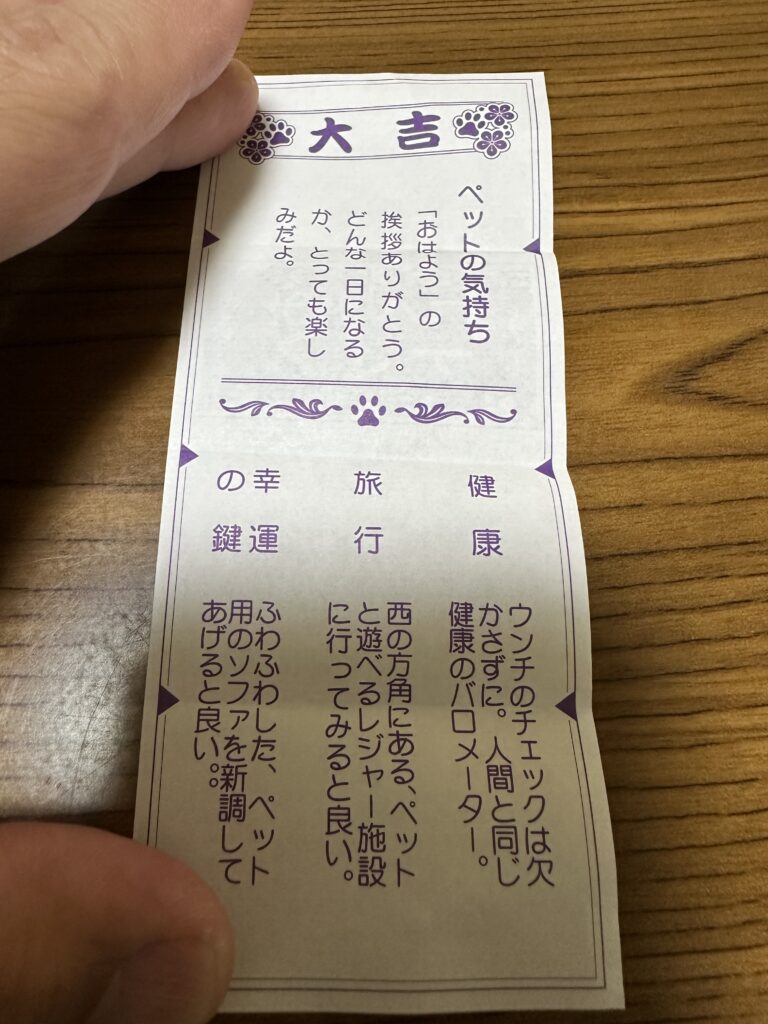 大吉
ペットの気持ち
「おはよう」の
挨拶ありがとう。
どんな一日になる
か、とっても楽し
みだよ。
健康
ウンチのチェックは欠
かさずに。人間と同じ
健康のバロメーター。
旅行
西の方角にある、ペット
と遊べるレジャー施設
に行ってみると良い。
幸運
の鍵
ふわふわした、ペット
用のソファを新調して
あげると良い。。